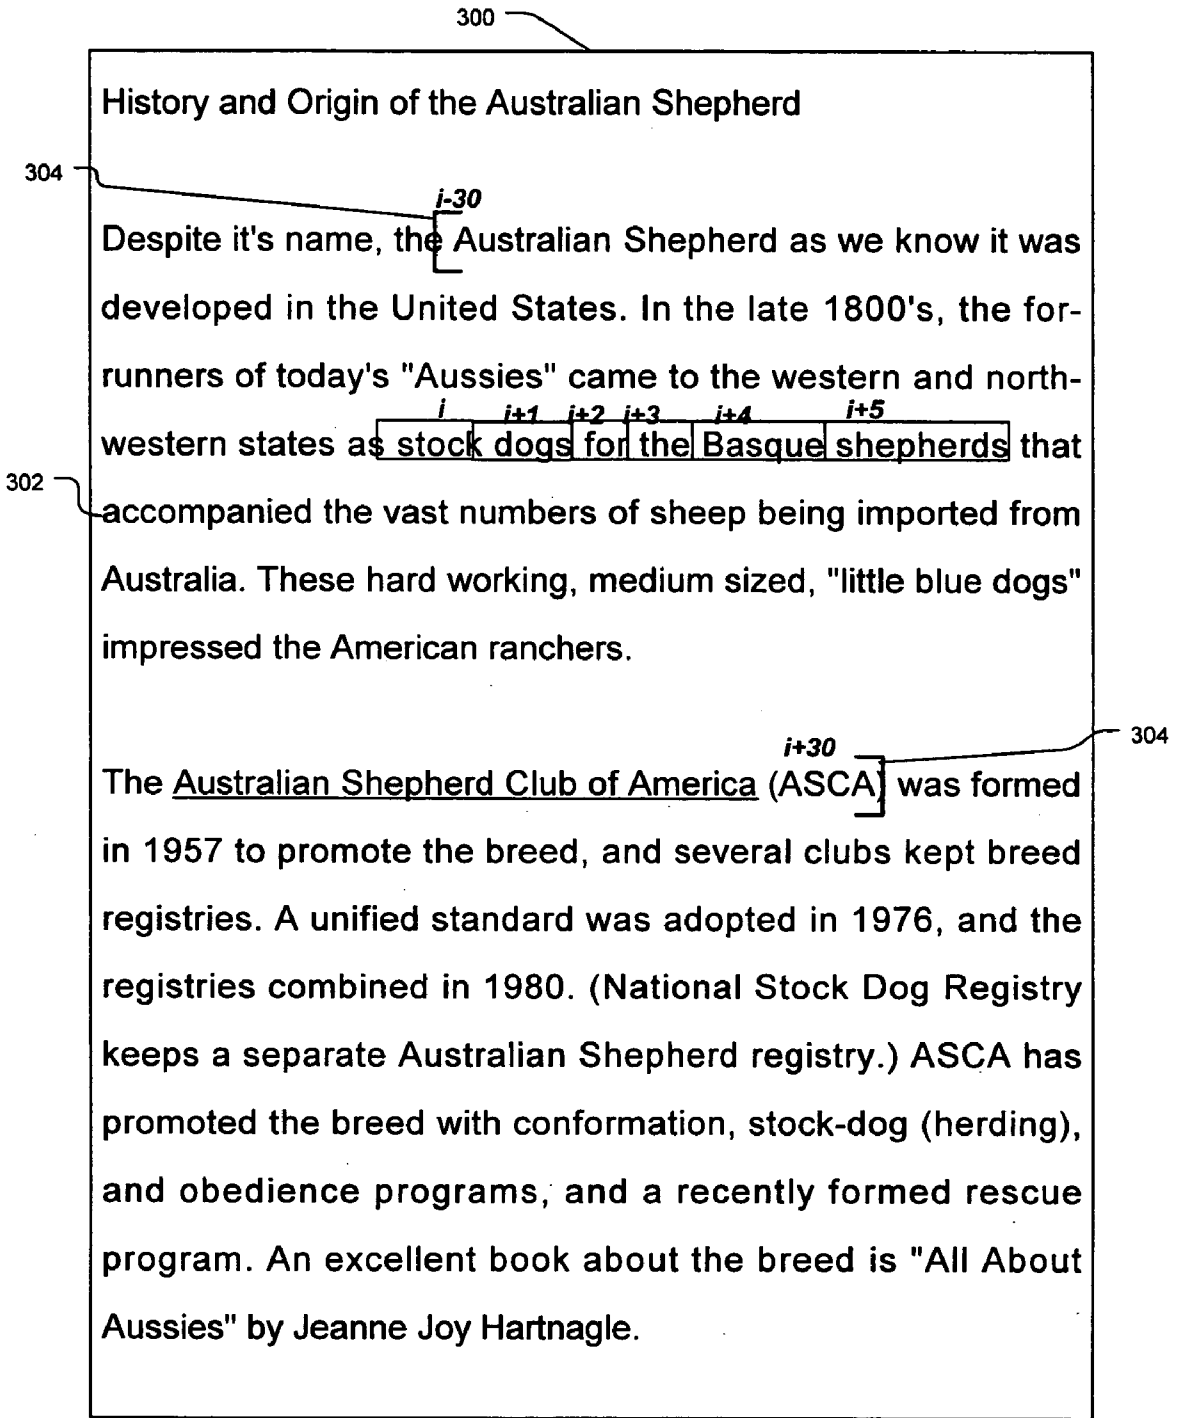 300
History and Origin of the Australian Shepherd
304
i-30
Despite it's name, the Australian Shepherd as we know it was
developed in the United States. In the late 1800's, the for-
runners of today's "Aussies" came to the western and north-
i i+1 i+2 i+3 i+4 i+5
western states as stock dogs for the Basque shepherds that
302
accompanied the vast numbers of sheep being imported from
Australia. These hard working, medium sized, "little blue dogs"
impressed the American ranchers.
i+30
304
The Australian Shepherd Club of America (ASCA) was formed
in 1957 to promote the breed, and several clubs kept breed
registries. A unified standard was adopted in 1976, and the
registries combined in 1980. (National Stock Dog Registry
keeps a separate Australian Shepherd registry.) ASCA has
promoted the breed with conformation, stock-dog (herding),
and obedience programs, and a recently formed rescue
program. An excellent book about the breed is "All About
Aussies" by Jeanne Joy Hartnagle.